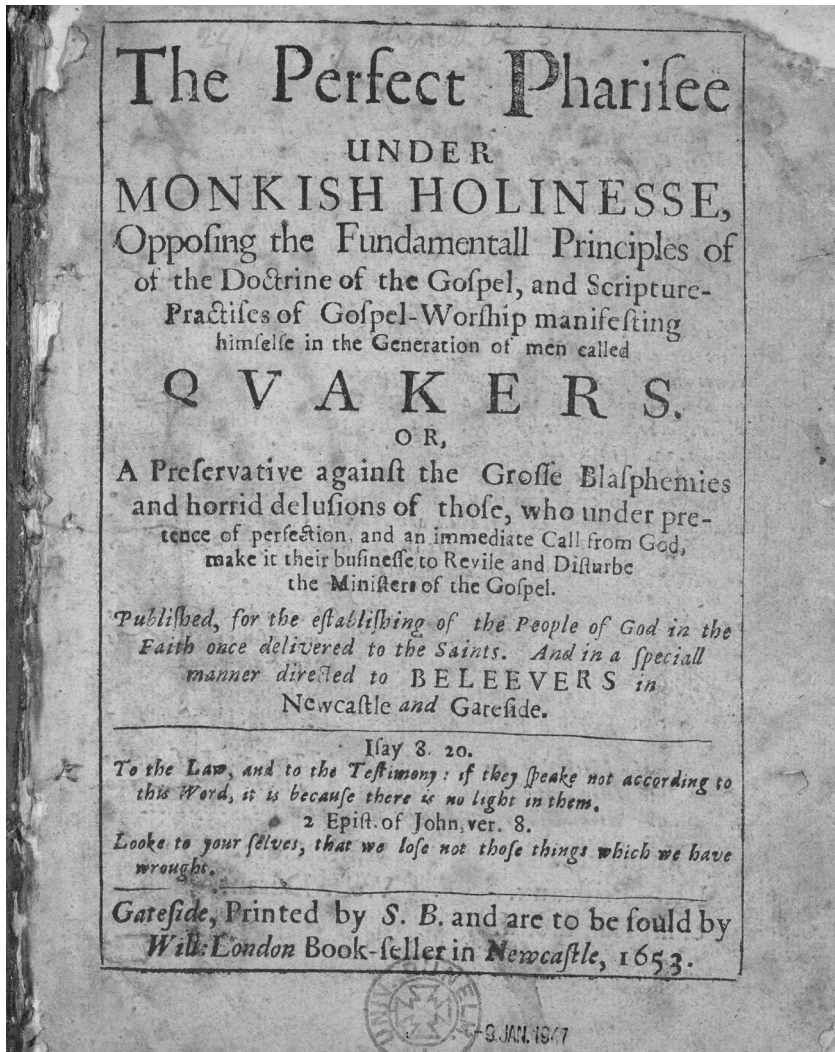 The Perfect Phariſee
UNDER
MONKISH HOLINESSE,
Oppoſing the Fundamentall Principles of
of the Doctrine of the Goſpel, and Scripture-
Practiſes of Goſpel-Worſhip manifeſting
himſelfe in the Generation of men called
QVAKERS.
OR,
A Preſervative againſt the Groſſe Blaſphemies
and horrid deluſions of thoſe, who under pre-
tence of perfection, and an immediate Call from God,
make it their buſineſſe to Revile and Diſturbe
the Miniſters of the Goſpel.
Publiſhed, for the eſtabliſhing of the People of God in the
Faith once delivered to the Saints. And in a ſpeciall
manner directed to BELEEVERS in
Newcaſtle and Gateſide.
Iſay 8. 20.
To the Law, and to the Teſtimony: if they ſpeake not according to
this Word, it is becauſe there is no light in them.
2 Epiſt. of John, ver. 8.
Looke to your ſelves, that we loſe not thoſe things which we have
wrought.
Gateſide, Printed by S. B. and are to be ſould by
Will: London Book-ſeller in Newcaſtle, 1653.
UNIV. DUNELM
-9. JAN. 1947